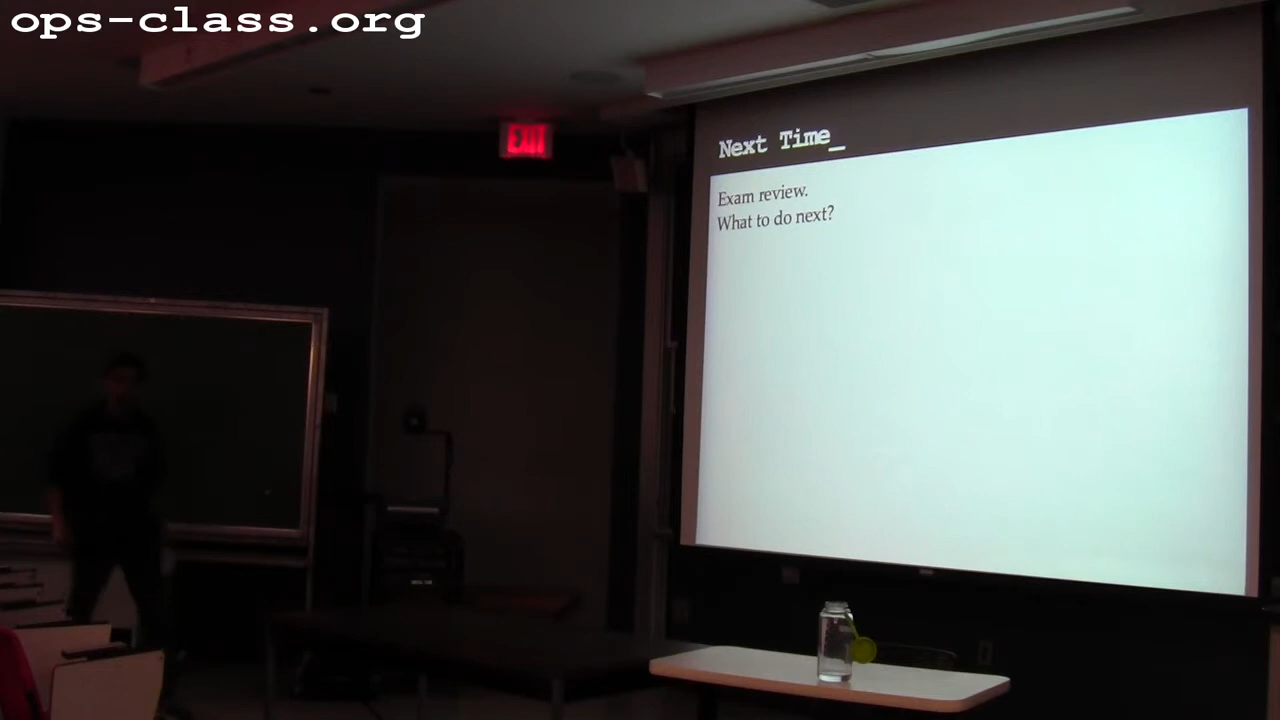 ops-class.org
EXIT
Next Time_
Exam review.
What to do next?